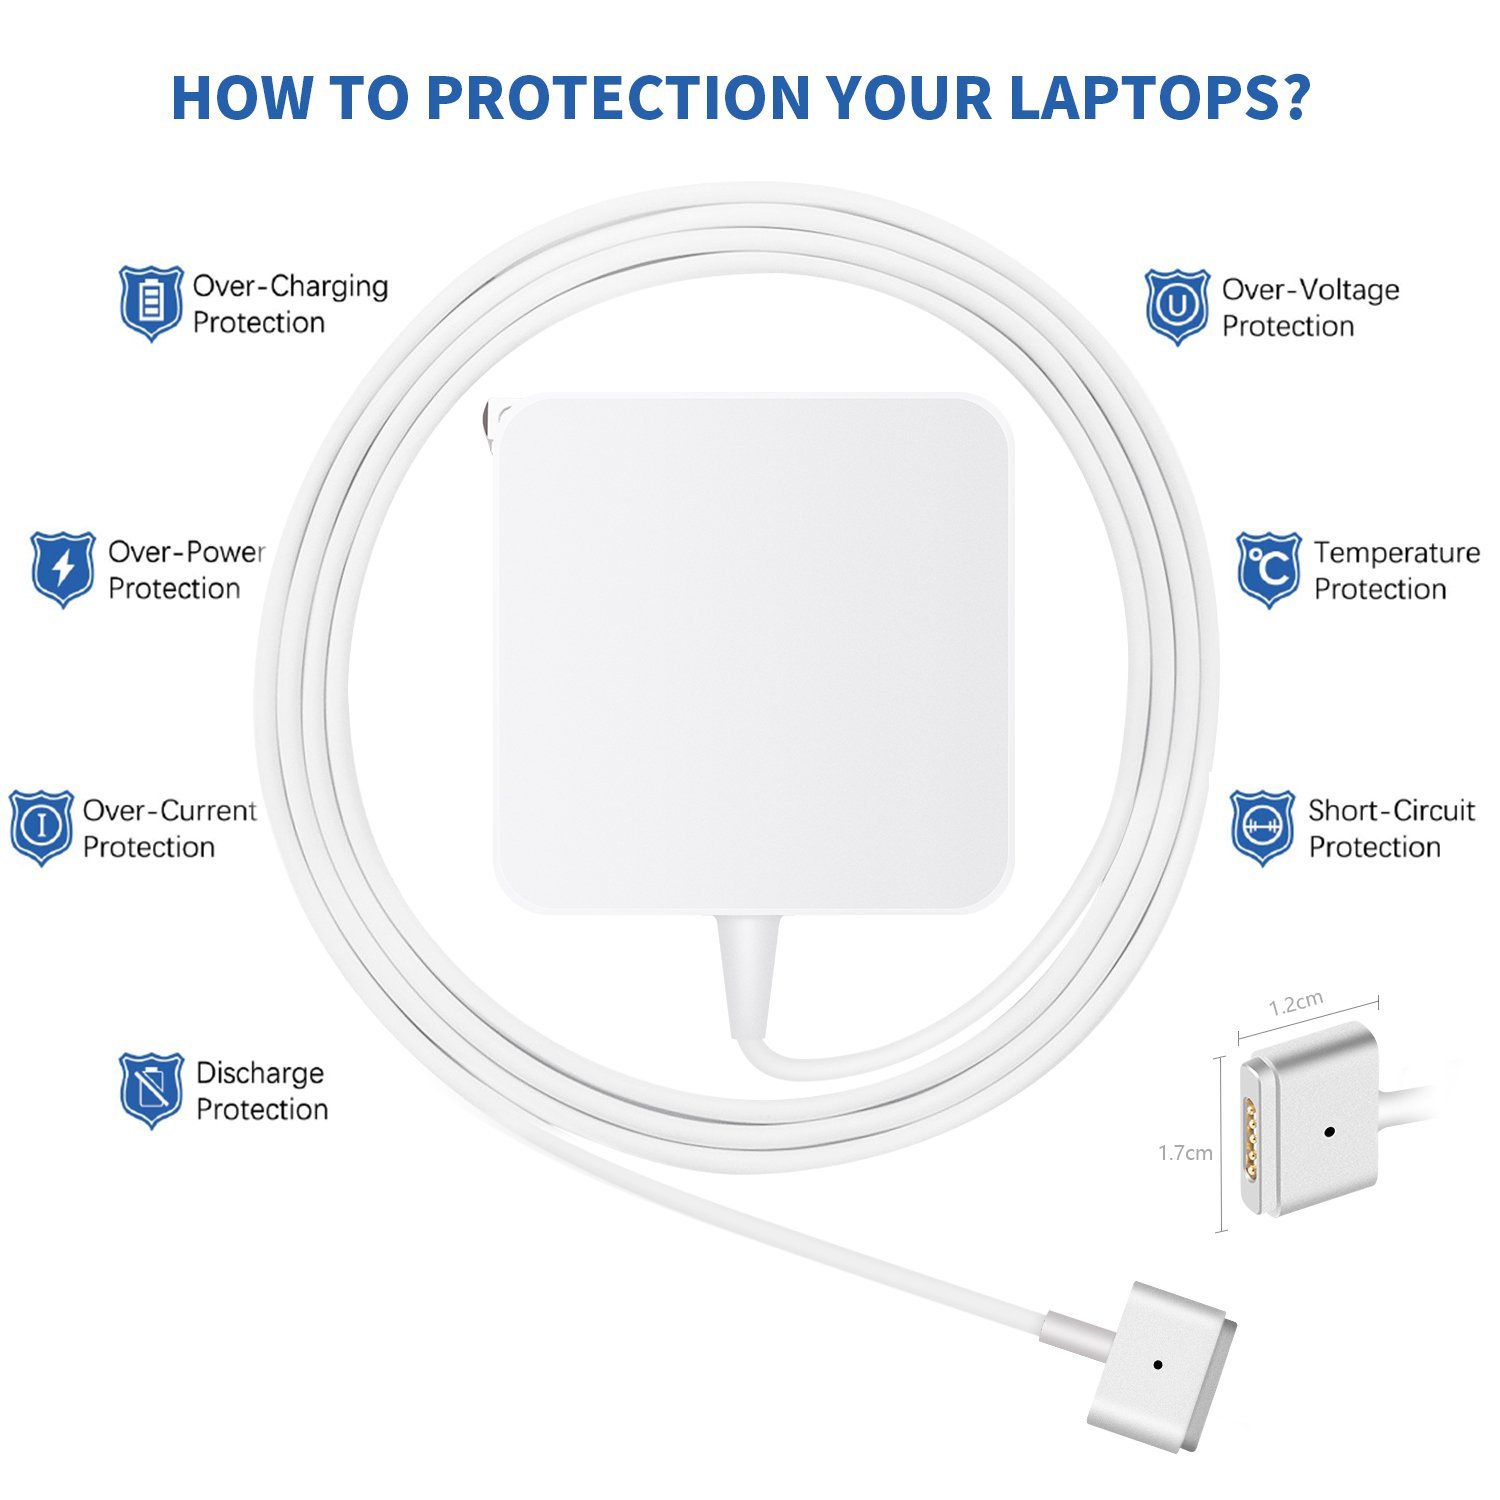 HOW TO PROTECTION YOUR LAPTOPS?
Over-Charging
Protection
Over-Voltage
Protection
Over-Power
Protection
°C
Temperature
Protection
I
Over-Current
Protection
Short-Circuit
Protection
U
Discharge
Protection
1.2cm
1.7cm